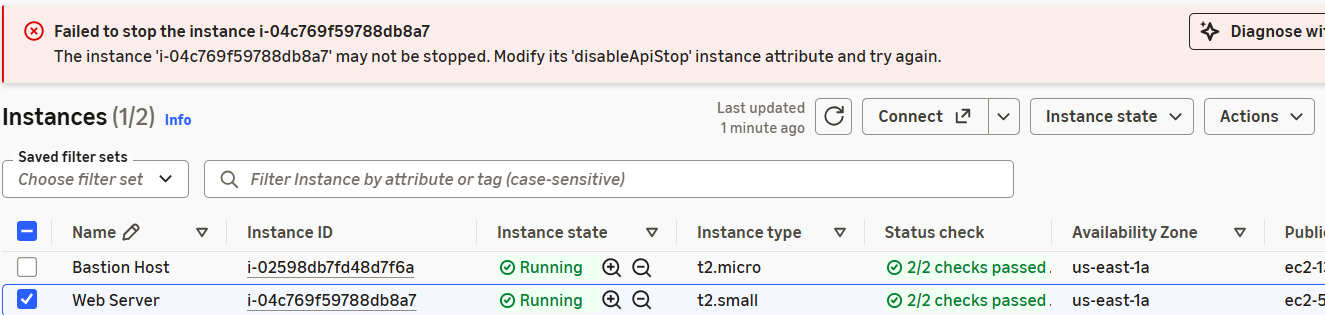 Failed to stop the instance i-04c769f59788db8a7
The instance 'i-04c769f59788db8a7' may not be stopped. Modify its 'disableApiStop' instance attribute and try again.
Diagnose
Instances (1/2) Info
Last updated
1 minute ago
Connect
Instance state
Actions
Saved filter sets
Choose filter set
Filter Instance by attribute or tag (case-sensitive)
Name Instance ID Instance state Instance type Status check Availability Zone
Bastion Host i-02598db7fd48d7f6a Running t2.micro 2/2 checks passed us-east-1a
Web Server i-04c769f59788db8a7 Running t2.small 2/2 checks passed us-east-1a